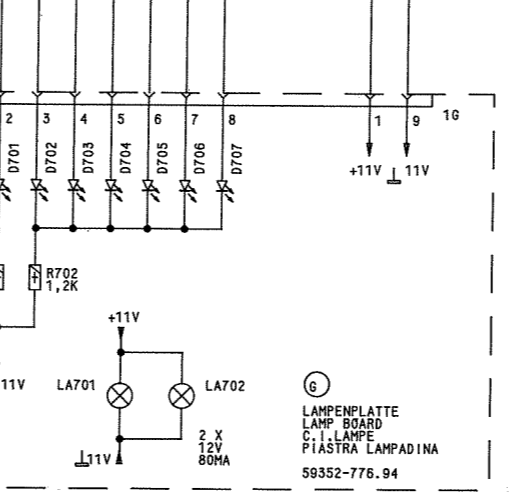 2 3 4 5 6 7 8 1 9 1G
D701 D702 D703 D704 D705 D706 D707
+11V 11V
R702
1,2K
+11V
11V LA701 LA702
G
LAMPENPLATTE
LAMP BOARD
C.I.LAMPE
PIASTRA LAMPADINA
2 X
12V
80MA
11V
59352-776.94